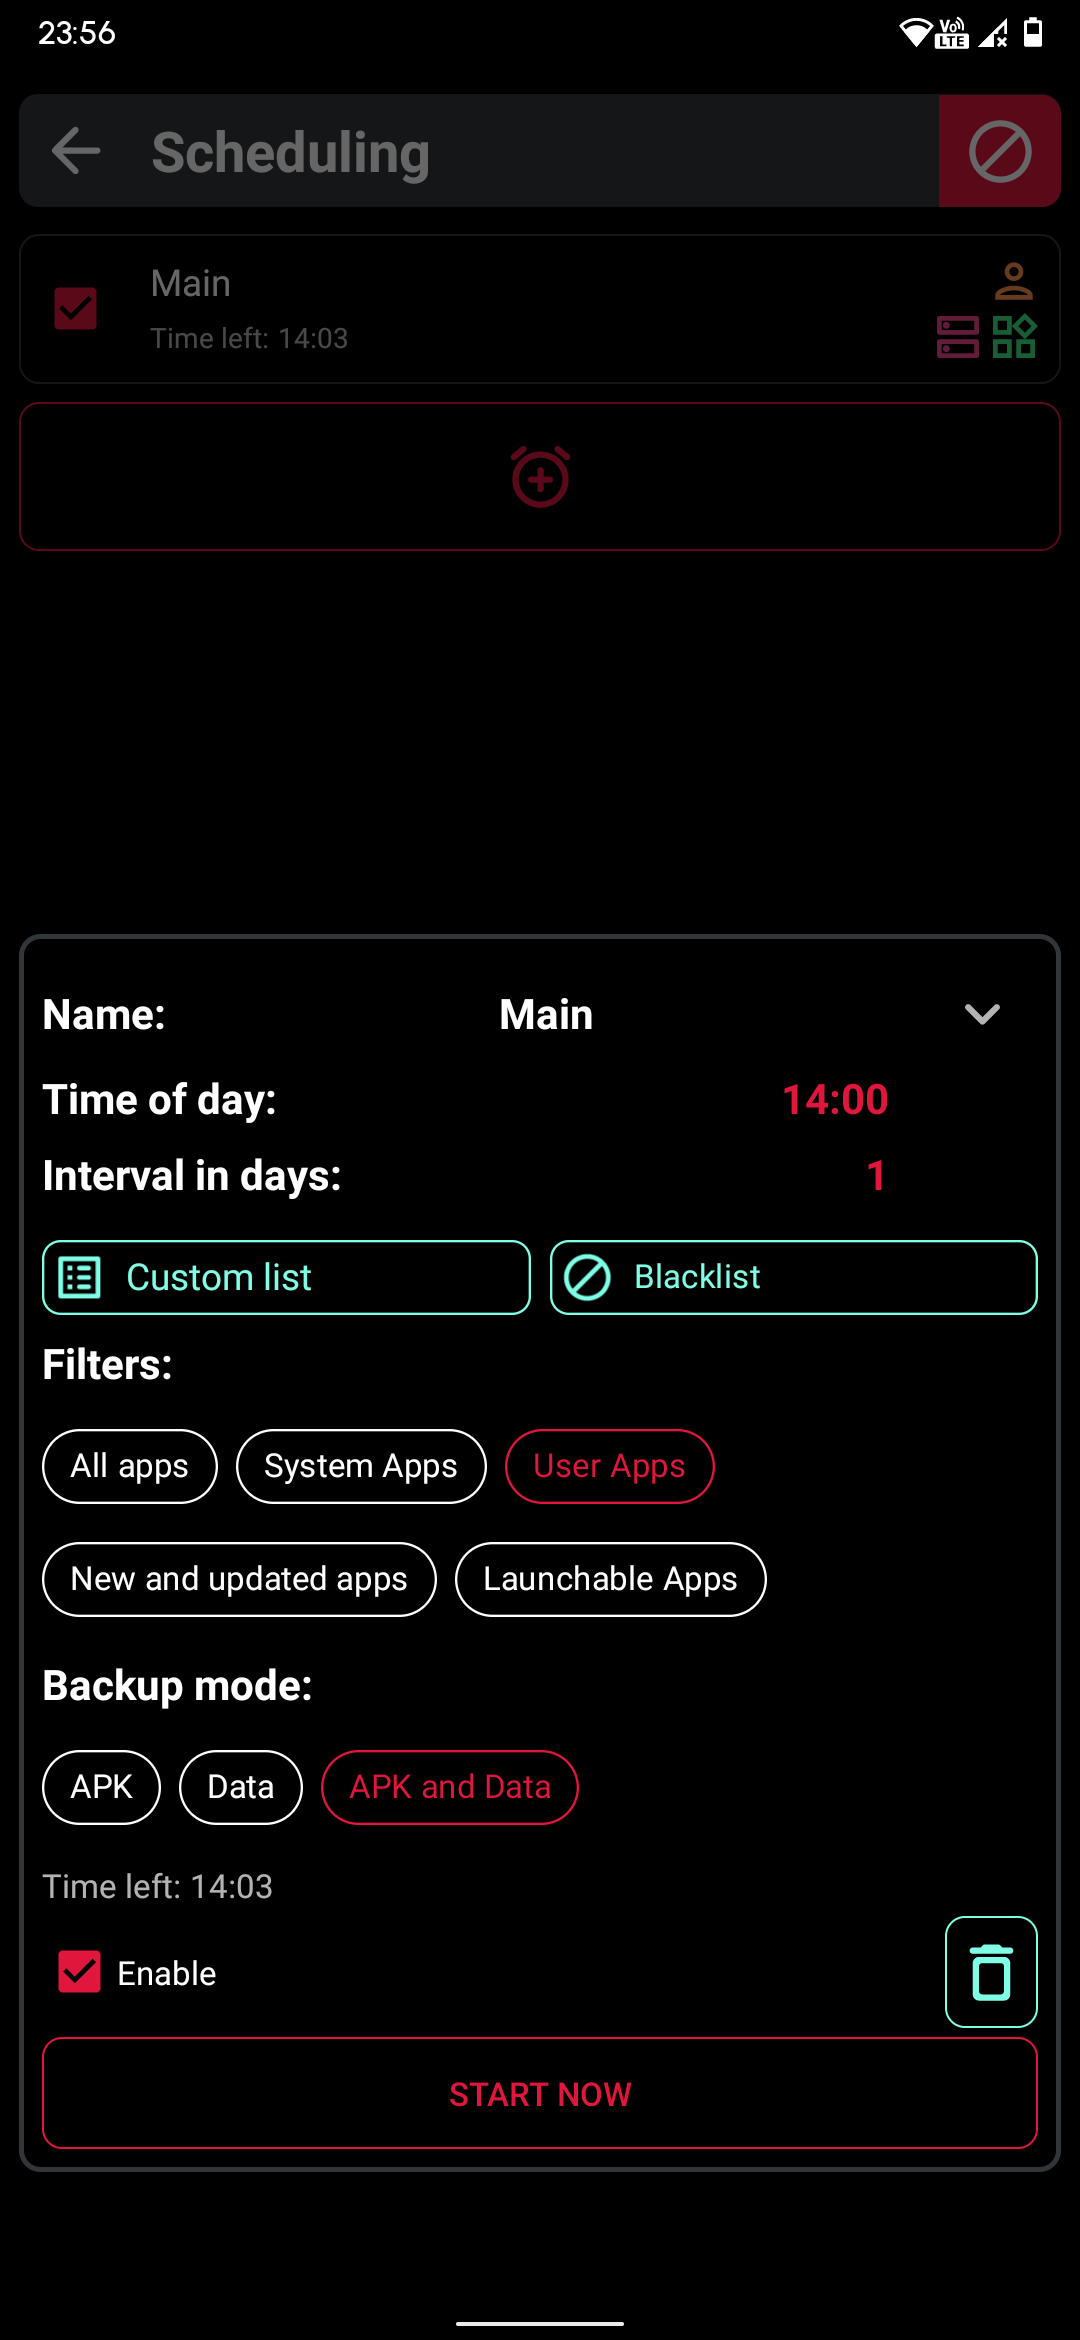 23:56
Vo LTE
Scheduling
Main
Time left: 14:03
Name: Main
Time of day: 14:00
Interval in days: 1
Custom list Blacklist
Filters:
All apps System Apps User Apps
New and updated apps Launchable Apps
Backup mode:
APK Data APK and Data
Time left: 14:03
Enable
START NOW